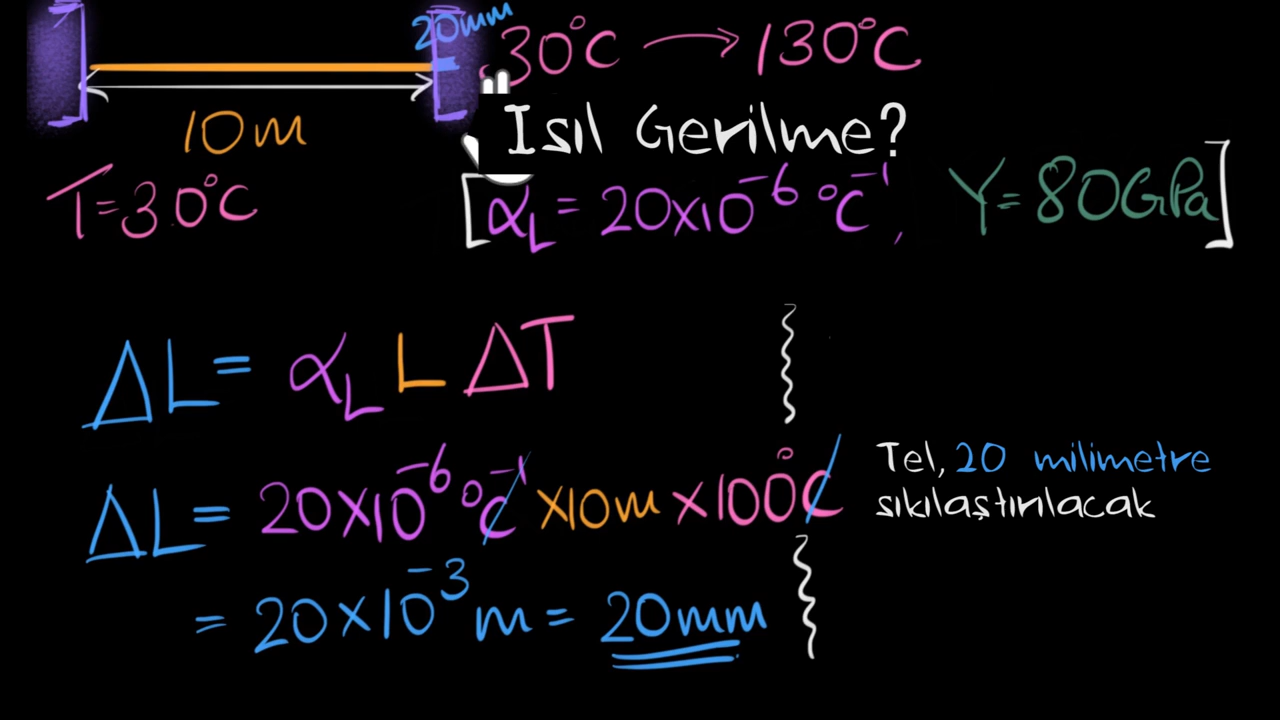 20mm
30°C → 130°C
10m
Isıl Gerilme?
T=30°C
[αL = 20×10⁻⁶ °C⁻¹, Y= 80GPa]
ΔL= αL L ΔT
ΔL= 20×10⁻⁶ °C⁻¹ ×10m ×100°C
Tel, 20 milimetre
sıkılaştırılacak
= 20×10⁻³ m = 20mm